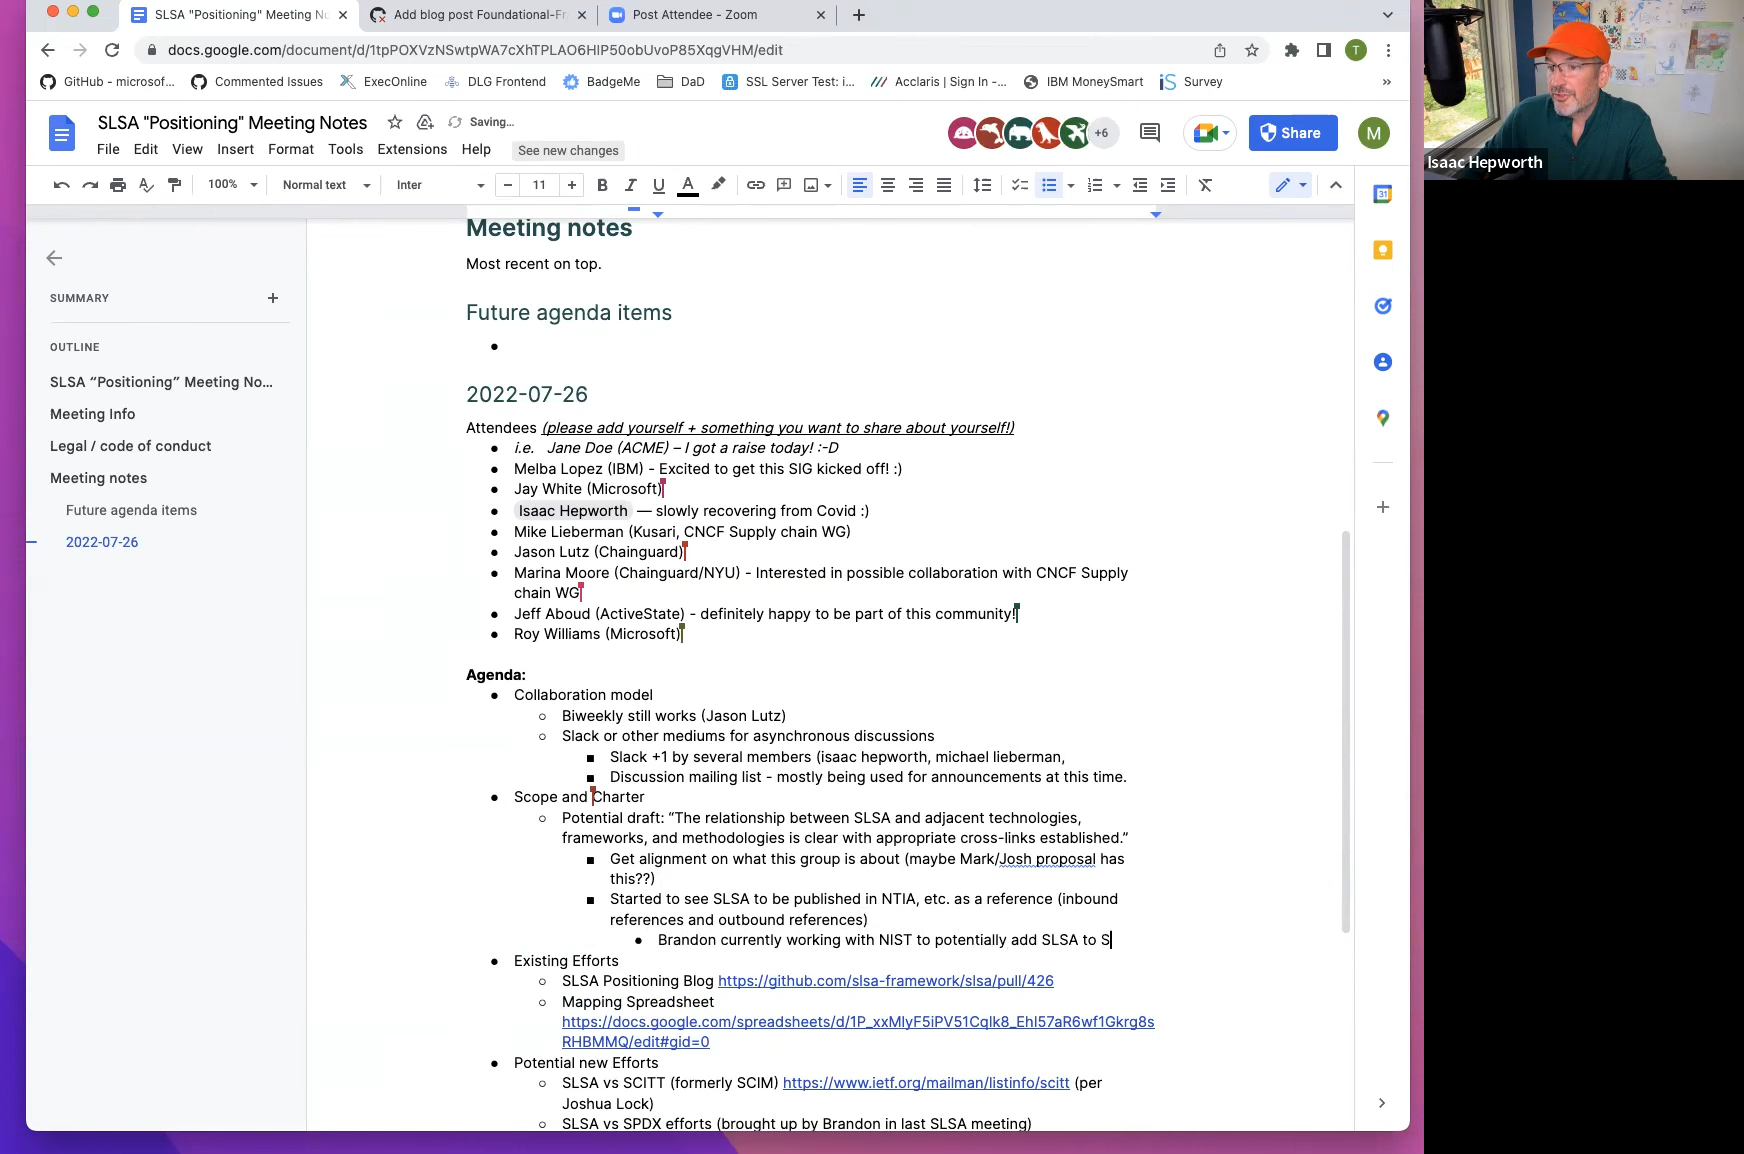 SLSA "Positioning" Meeting No
Add blog post Foundational-Fr
Post Attendee - Zoom
docs.google.com/document/d/1tpPOXVzNSwtpWA7cXhTPLAO6HlP50obUvoP85XqgVHM/edit
GitHub - microsof...
Commented Issues
ExecOnline
DLG Frontend
BadgeMe
DaD
SSL Server Test: i...
Acclaris | Sign In -...
IBM MoneySmart
iS Survey
»
SLSA "Positioning" Meeting Notes
Saving...
+6
Share
M
T
File Edit View Insert Format Tools Extensions Help
See new changes
100%
Normal text
Inter
11
B I U A
31
SUMMARY
OUTLINE
SLSA “Positioning” Meeting No...
Meeting Info
Legal / code of conduct
Meeting notes
Future agenda items
2022-07-26
Meeting notes
Most recent on top.
Future agenda items
2022-07-26
Attendees (please add yourself + something you want to share about yourself!)
i.e. Jane Doe (ACME) – I got a raise today! :-D
Melba Lopez (IBM) - Excited to get this SIG kicked off! :)
Jay White (Microsoft)
Isaac Hepworth — slowly recovering from Covid :)
Mike Lieberman (Kusari, CNCF Supply chain WG)
Jason Lutz (Chainguard)
Marina Moore (Chainguard/NYU) - Interested in possible collaboration with CNCF Supply
chain WG
Jeff Aboud (ActiveState) - definitely happy to be part of this community!
Roy Williams (Microsoft)
Agenda:
Collaboration model
Biweekly still works (Jason Lutz)
Slack or other mediums for asynchronous discussions
Slack +1 by several members (isaac hepworth, michael lieberman,
Discussion mailing list - mostly being used for announcements at this time.
Scope and Charter
Potential draft: “The relationship between SLSA and adjacent technologies,
frameworks, and methodologies is clear with appropriate cross-links established.”
Get alignment on what this group is about (maybe Mark/Josh proposal has
this??)
Started to see SLSA to be published in NTIA, etc. as a reference (inbound
references and outbound references)
Brandon currently working with NIST to potentially add SLSA to S
Existing Efforts
SLSA Positioning Blog https://github.com/slsa-framework/slsa/pull/426
Mapping Spreadsheet
https://docs.google.com/spreadsheets/d/1P_xxMlyF5iPV51Cqlk8_Ehl57aR6wf1Gkrg8s
RHBMMQ/edit#gid=0
Potential new Efforts
SLSA vs SCITT (formerly SCIM) https://www.ietf.org/mailman/listinfo/scitt (per
Joshua Lock)
SLSA vs SPDX efforts (brought up by Brandon in last SLSA meeting)
Isaac Hepworth